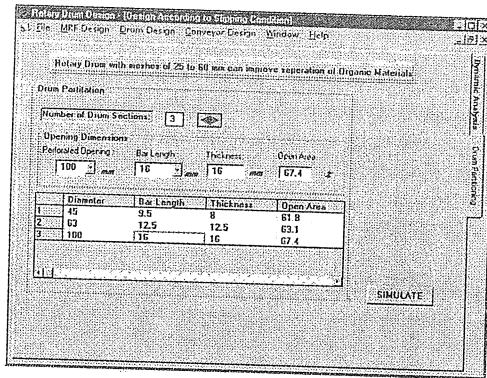 Rotary Drum Design - [Design According to Slipping Condition]
File MRF Design Drum Design Conveyor Design Window Help
Rotary Drum with meshes of 25 to 60 mm can improve seperation of Organic Materials
Dynamic Analysis
Drum Partitioning
Drum Partitation
Number of Drum Sections: 3
Opening Dimensions
Perforated Opening Bar Length Thickness Open Area
100 mm 16 mm 16 mm 67.4
Diameter Bar Length Thickness Open Area
1 45 9.5 8 61.8
2 63 12.5 12.5 63.1
3 100 16 16 67.4
SIMULATE